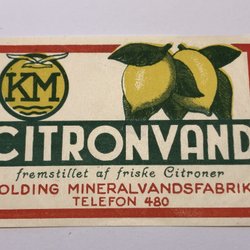 KM
CITRONVAND
fremstillet af friske Citroner
OLDING MINERALVANDSFABRIK
TELEFON 480